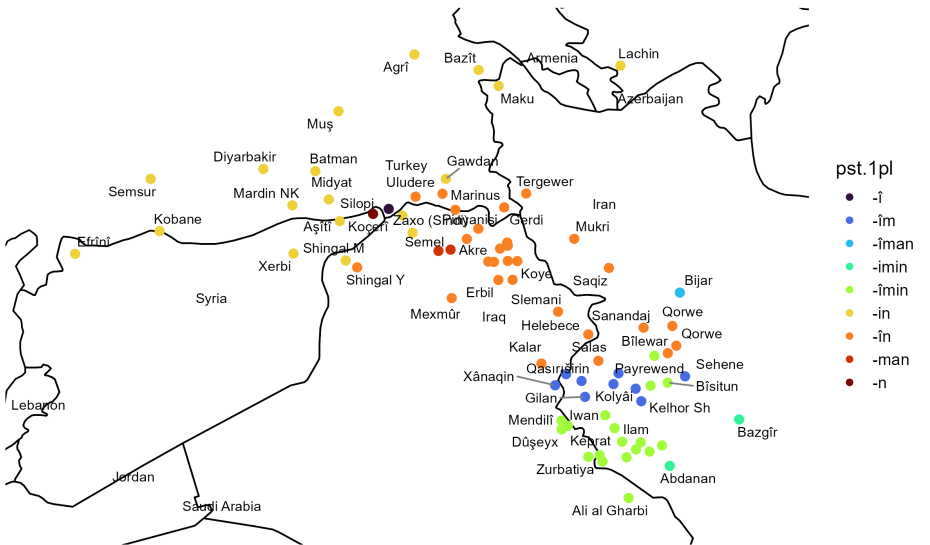 Lachin
Bazît
Armenia
Agrî
Maku
Azerbaijan
Muş
pst.1pl
Diyarbakir
Batman
Turkey
Gawdan
Semsur
Midyat
Uludere
Tergewer
-î
Mardin NK
Silopi
Marinus
Iran
-îm
Kobane
Aşîtî
Koçerî
Zaxo (Sindî)
Gerdi
Mukri
-îman
Efrînî
Shingal M
Semel
Akre
-imin
Xerbi
Shingal Y
Koye
Saqiz
Bijar
-îmin
Syria
Erbil
Slemani
-in
Mexmûr
Iraq
Helebece
Sanandaj
Qorwe
-în
Kalar
Salas
Bîlewar
Qorwe
-man
Xânaqin
Qasirişirin
Payrewend
Sehene
-n
Lebanon
Gilan
Kolyâi
Bîsitun
Kelhor Sh
Mendilî
Iwan
Ilam
Bazgîr
Dûşeyx
Keprat
Jordan
Zurbatiya
Abdanan
Saudi Arabia
Ali al Gharbi